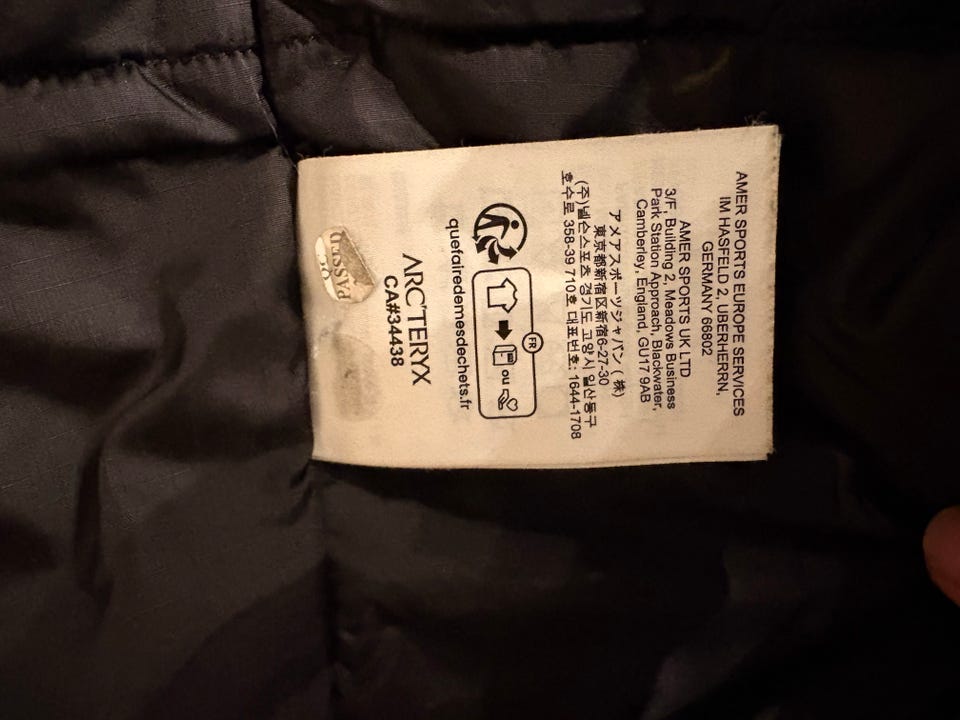 AMER SPORTS EUROPE SERVICES
IM HASFELD 2, UBERHERRN,
GERMANY 66802
AMER SPORTS UK LTD
3/F, Building 2, Meadows Business
Park Station Approach, Blackwater,
Camberley, England, GU17 9AB
アメアスポーツジャパン (株)
東京都新宿区新宿6-27-30
(주)넬슨스포츠 경기도 고양시 일산동구
호수로 358-39 710호 대표번호: 1644-1708
FR
ou
quefairedemesdechets.fr
ARC'TERYX
CA#34438
PASSED